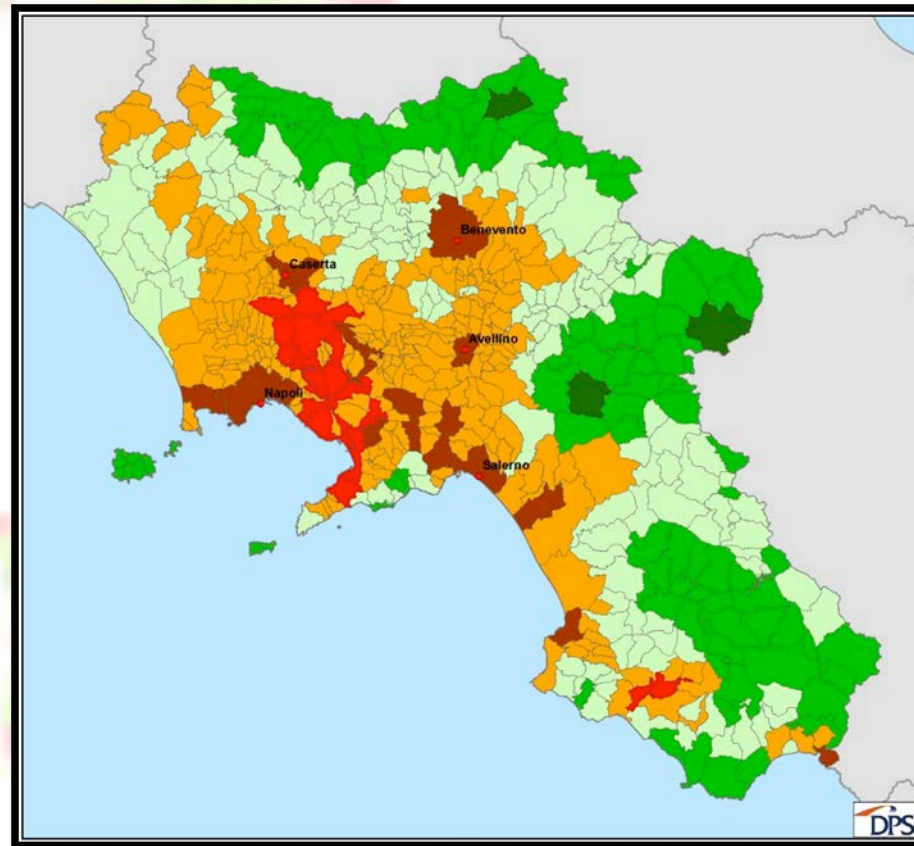 Benevento
Caserta
Avellino
Napoli
Salerno
DPS